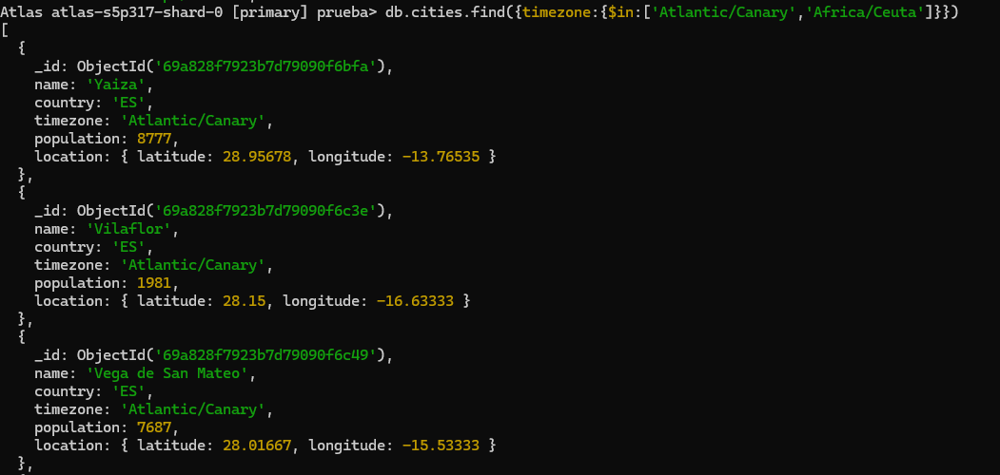 Atlas atlas-s5p317-shard-0 [primary] prueba> db.cities.find({timezone:{$in:['Atlantic/Canary','Africa/Ceuta']}})
[
  {
    _id: ObjectId('69a828f7923b7d79090f6bfa'),
    name: 'Yaiza',
    country: 'ES',
    timezone: 'Atlantic/Canary',
    population: 8777,
    location: { latitude: 28.95678, longitude: -13.76535 }
  },
  {
    _id: ObjectId('69a828f7923b7d79090f6c3e'),
    name: 'Vilaflor',
    country: 'ES',
    timezone: 'Atlantic/Canary',
    population: 1981,
    location: { latitude: 28.15, longitude: -16.63333 }
  },
  {
    _id: ObjectId('69a828f7923b7d79090f6c49'),
    name: 'Vega de San Mateo',
    country: 'ES',
    timezone: 'Atlantic/Canary',
    population: 7687,
    location: { latitude: 28.01667, longitude: -15.53333 }
  },